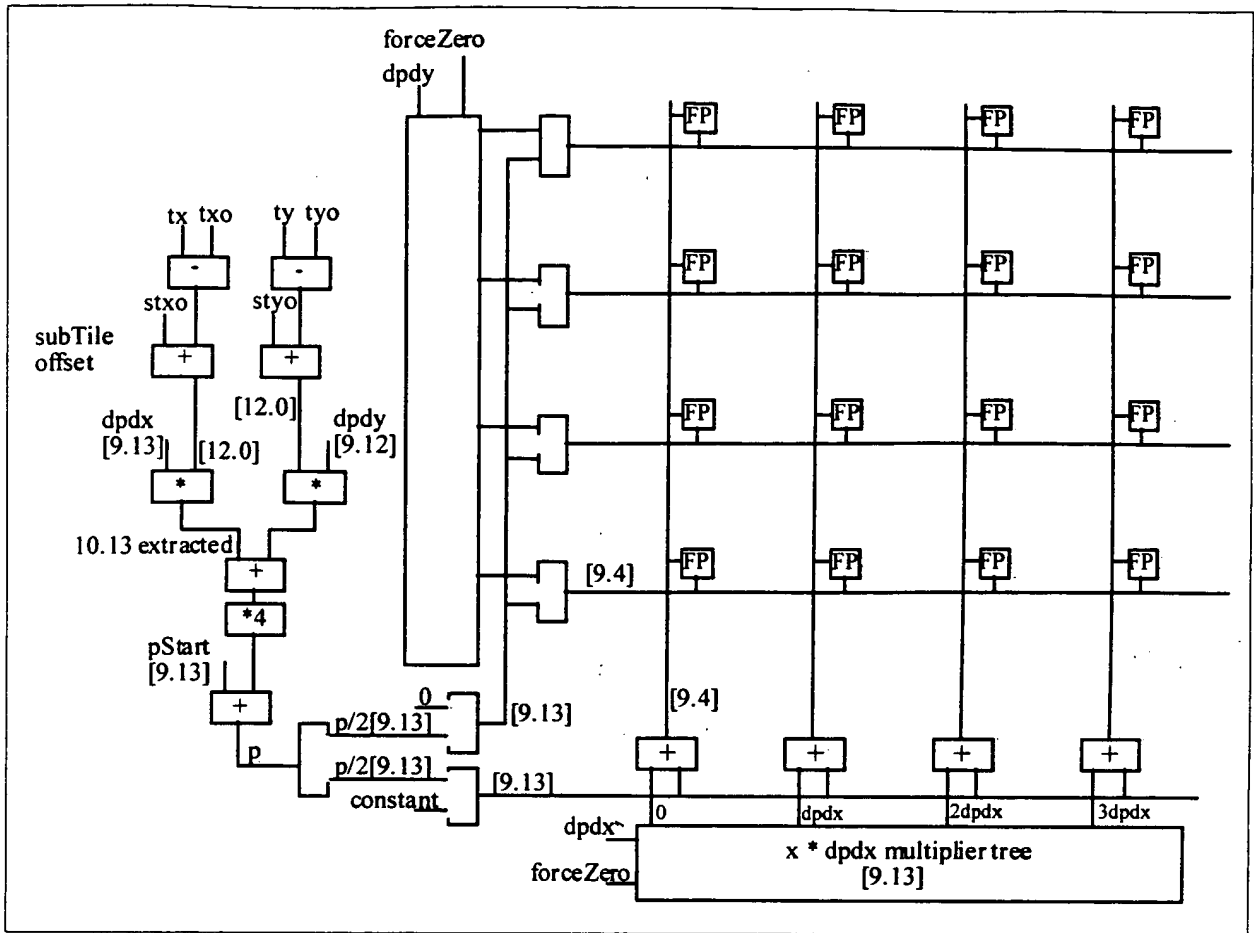 forceZero
dpdy
FP FP FP FP
tx txo ty tyo
- -
FP FP FP FP
stxo styo
subTile
offset
+ +
[12.0]
dpdx dpdy
[9.13] [12.0] [9.12]
FP FP FP FP
* *
10.13 extracted
+
FP FP FP FP
[9.4]
*4
pStart
[9.13]
+
0
[9.4]
p/2[9.13] [9.13]
p
+ + + +
p/2[9.13] [9.13]
constant
0 dpdx 2dpdx 3dpdx
dpdx
x * dpdx multiplier tree
forceZero [9.13]